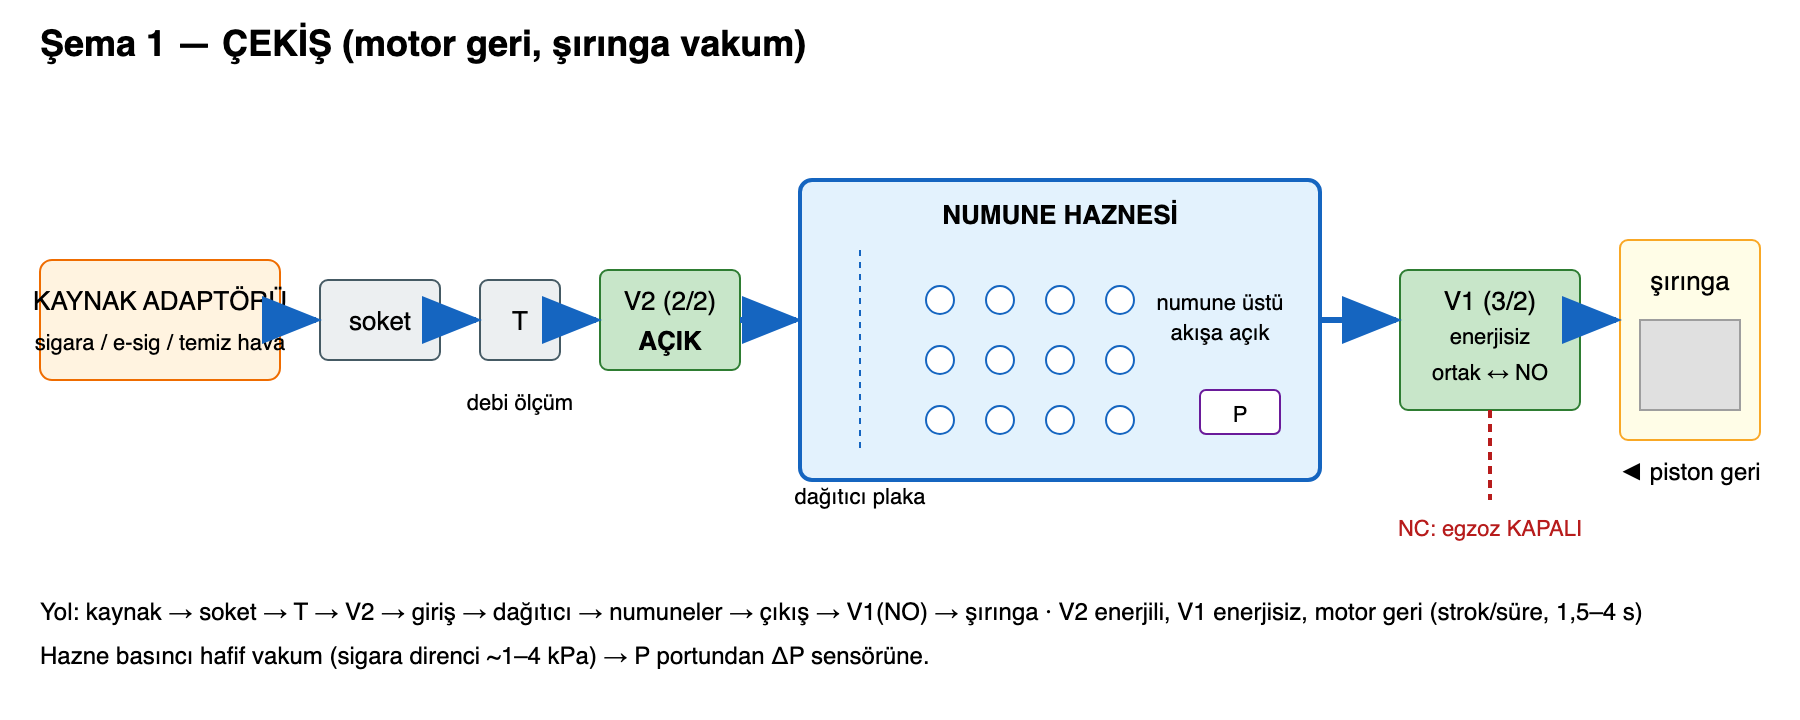 Şema 1 — ÇEKİŞ (motor geri, şırınga vakum)
KAYNAK ADAPTÖRÜ
sigara / e-sig / temiz hava
soket
T
debi ölçüm
V2 (2/2)
AÇIK
NUMUNE HAZNESİ
numune üstü
akışa açık
P
dağıtıcı plaka
V1 (3/2)
enerjisiz
ortak ↔ NO
NC: egzoz KAPALI
şırınga
◄ piston geri
Yol: kaynak → soket → T → V2 → giriş → dağıtıcı → numuneler → çıkış → V1(NO) → şırınga · V2 enerjili, V1 enerjisiz, motor geri (strok/süre, 1,5–4 s)
Hazne basıncı hafif vakum (sigara direnci ~1–4 kPa) → P portundan ΔP sensörüne.